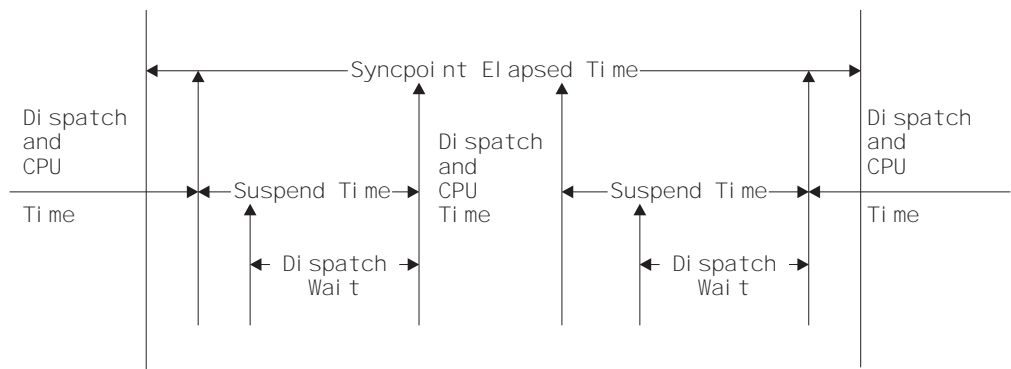 Syncpoint Elapsed Time
Dispatch
and
CPU
Time
Suspend Time
Dispatch
Wait
Dispatch
and
CPU
Time
Suspend Time
Dispatch
Wait
Dispatch
and
CPU
Time